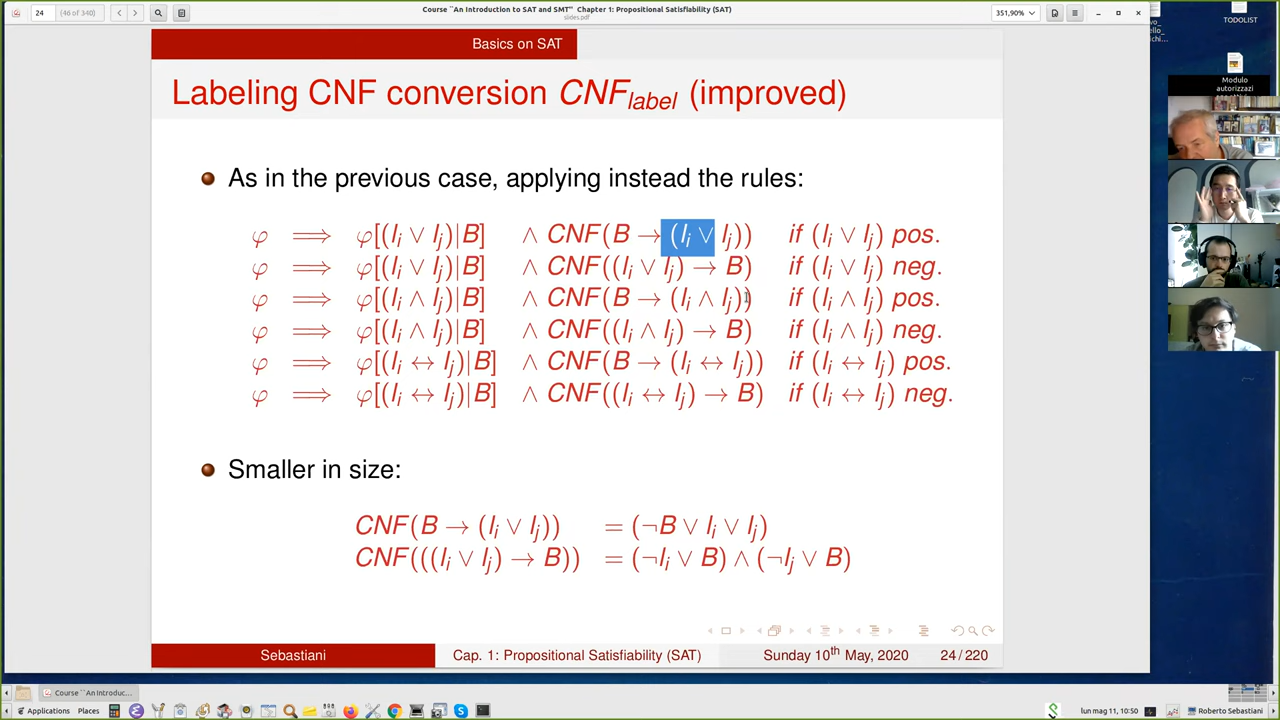 Course ``An Introduction to SAT and SMT'' Chapter 1: Propositional Satisfiability (SAT)
slides.pdf
24 (46 of 340)
351,90%
TODOLIST
Modulo
autorizzazi
Basics on SAT
Labeling CNF conversion CNF_label (improved)
As in the previous case, applying instead the rules:
φ ⟹ φ[(l_i ∨ l_j)|B] ∧ CNF(B → (l_i ∨ l_j)) if (l_i ∨ l_j) pos.
φ ⟹ φ[(l_i ∨ l_j)|B] ∧ CNF((l_i ∨ l_j) → B) if (l_i ∨ l_j) neg.
φ ⟹ φ[(l_i ∧ l_j)|B] ∧ CNF(B → (l_i ∧ l_j)) if (l_i ∧ l_j) pos.
φ ⟹ φ[(l_i ∧ l_j)|B] ∧ CNF((l_i ∧ l_j) → B) if (l_i ∧ l_j) neg.
φ ⟹ φ[(l_i ↔ l_j)|B] ∧ CNF(B → (l_i ↔ l_j)) if (l_i ↔ l_j) pos.
φ ⟹ φ[(l_i ↔ l_j)|B] ∧ CNF((l_i ↔ l_j) → B) if (l_i ↔ l_j) neg.
Smaller in size:
CNF(B → (l_i ∨ l_j)) = (¬B ∨ l_i ∨ l_j)
CNF(((l_i ∨ l_j) → B)) = (¬l_i ∨ B) ∧ (¬l_j ∨ B)
Sebastiani Cap. 1: Propositional Satisfiability (SAT) Sunday 10th May, 2020 24 / 220
Course ``An Introduc...
Applications Places lun mag 11, 10:50 Roberto Sebastiani